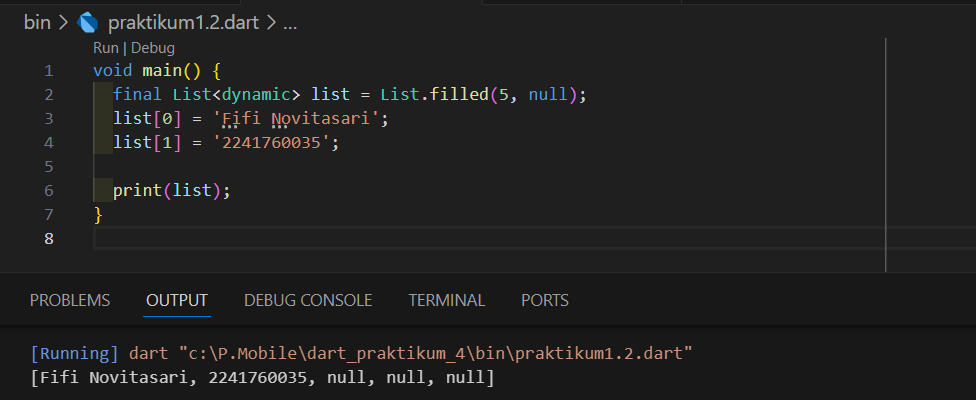 bin > praktikum1.2.dart > ...
Run | Debug
1 void main() {
2   final List<dynamic> list = List.filled(5, null);
3   list[0] = 'Fifi Novitasari';
4   list[1] = '2241760035';
5
6   print(list);
7 }
8
PROBLEMS OUTPUT DEBUG CONSOLE TERMINAL PORTS
[Running] dart "c:\P.Mobile\dart_praktikum_4\bin\praktikum1.2.dart"
[Fifi Novitasari, 2241760035, null, null, null]